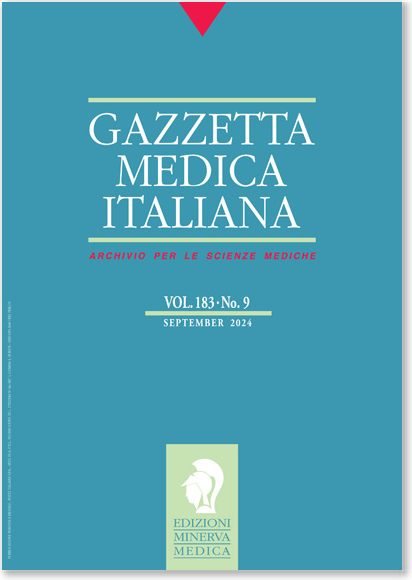 GAZZETTA
MEDICA
ITALIANA
ARCHIVIO PER LE SCIENZE MEDICHE
VOL. 183 · No. 9
SEPTEMBER 2024
EDIZIONI
MINERVA
MEDICA